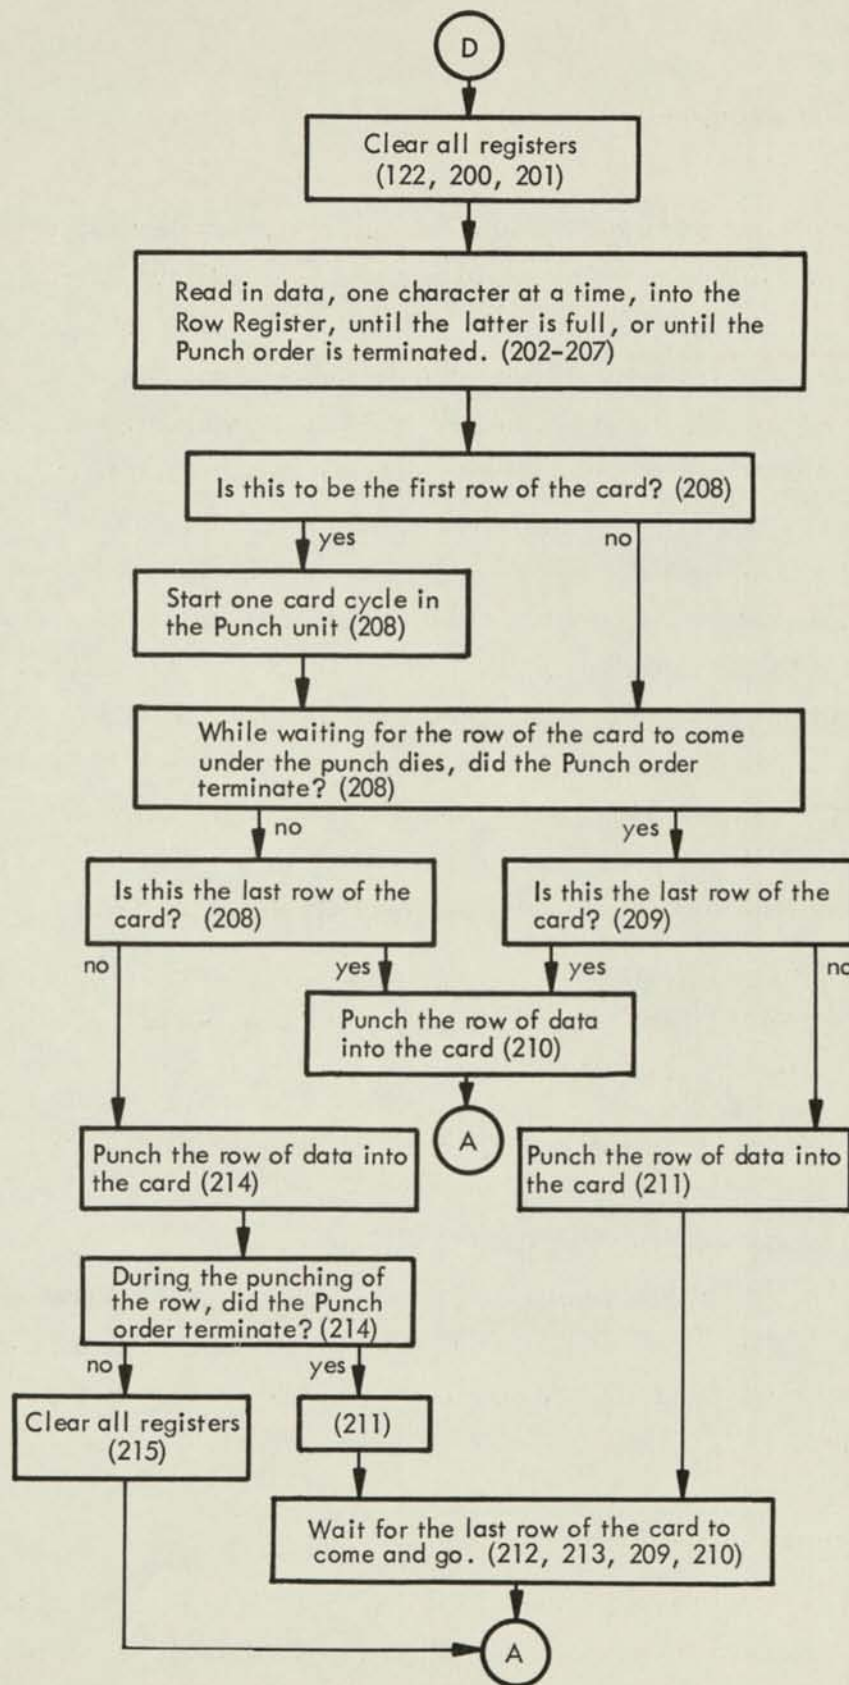 D
Clear all registers
(122, 200, 201)
Read in data, one character at a time, into the
Row Register, until the latter is full, or until the
Punch order is terminated. (202-207)
Is this to be the first row of the card? (208)
yes
no
Start one card cycle in
the Punch unit (208)
While waiting for the row of the card to come
under the punch dies, did the Punch order
terminate? (208)
no
yes
Is this the last row of the
card? (208)
Is this the last row of the
card? (209)
no
yes
yes
no
Punch the row of data
into the card (210)
A
Punch the row of data into
the card (214)
Punch the row of data into
the card (211)
During the punching of
the row, did the Punch
order terminate? (214)
no
yes
Clear all registers
(215)
(211)
Wait for the last row of the card to
come and go. (212, 213, 209, 210)
A